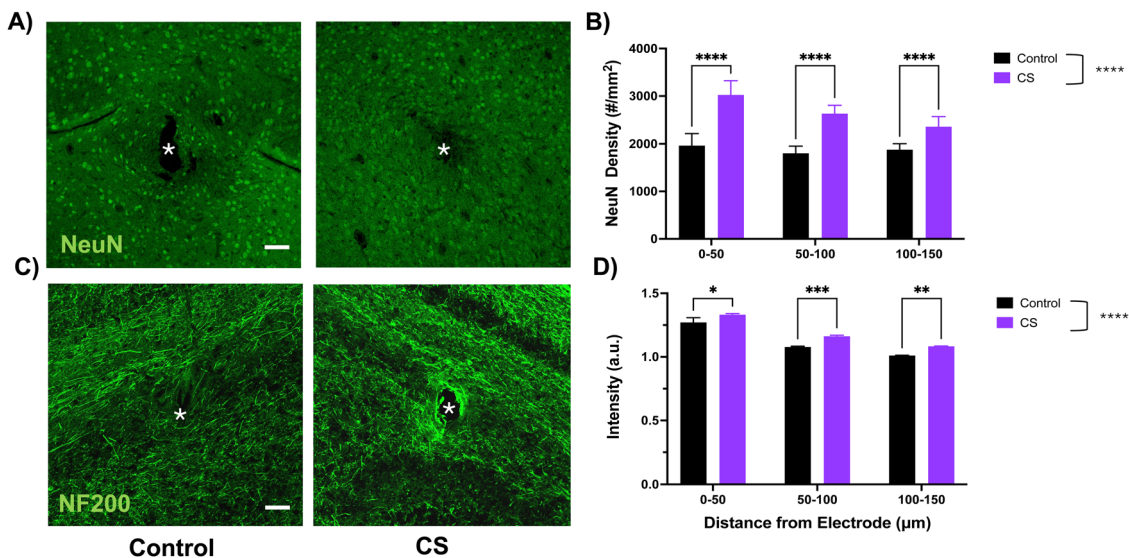 A)
*
*
NeuN
B)
4000
3000
2000
1000
0
NeuN Density (#/mm2)
****
****
****
0-50
50-100
100-150
Control
CS
****
C)
*
*
NF200
Control
CS
D)
1.5
1.0
0.5
0.0
Intensity (a.u.)
*
***
**
0-50
50-100
100-150
Distance from Electrode (µm)
Control
CS
****